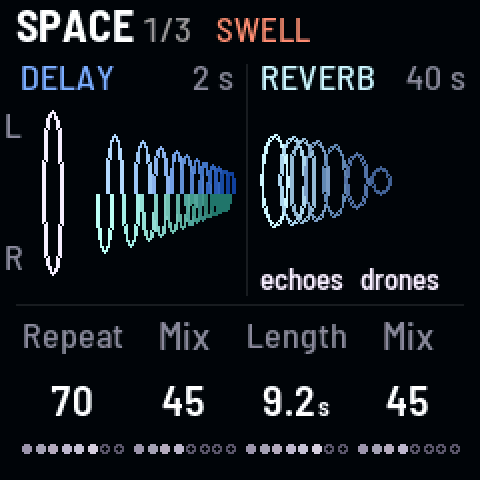 SPACE 1/3 SWELL
DELAY 2 s REVERB 40 s
L
R
echoes drones
Repeat Mix Length Mix
70 45 9.2s 45